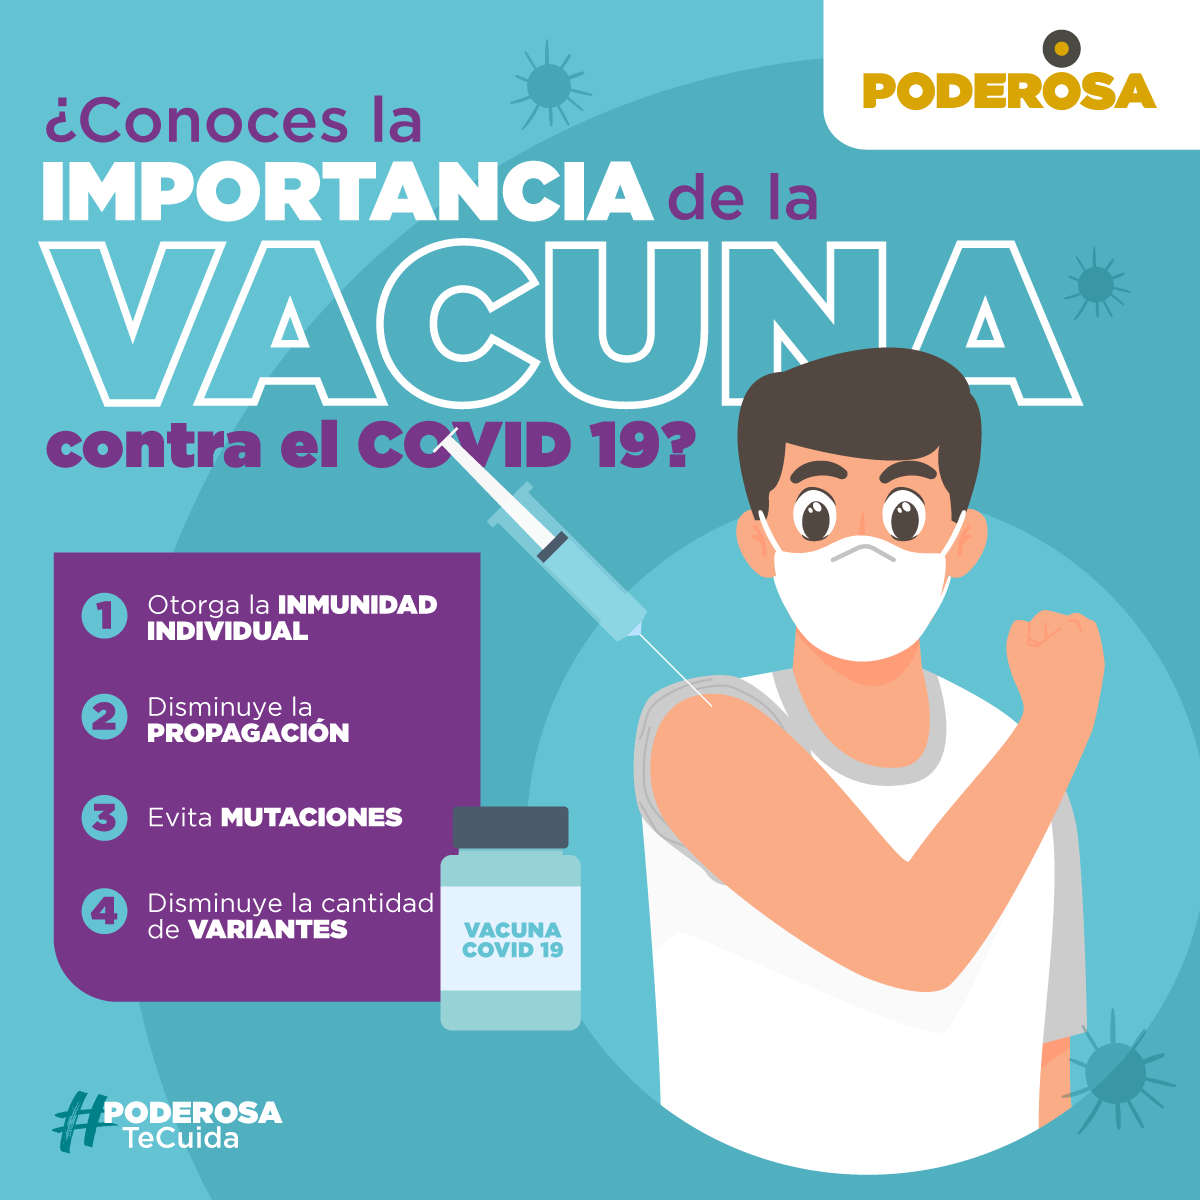 PODEROSA
¿Conoces la
IMPORTANCIA de la
VACUNA
contra el COVID 19?
1 Otorga la INMUNIDAD
INDIVIDUAL
2 Disminuye la
PROPAGACIÓN
3 Evita MUTACIONES
4 Disminuye la cantidad
de VARIANTES
VACUNA
COVID 19
#PODEROSA
TeCuida